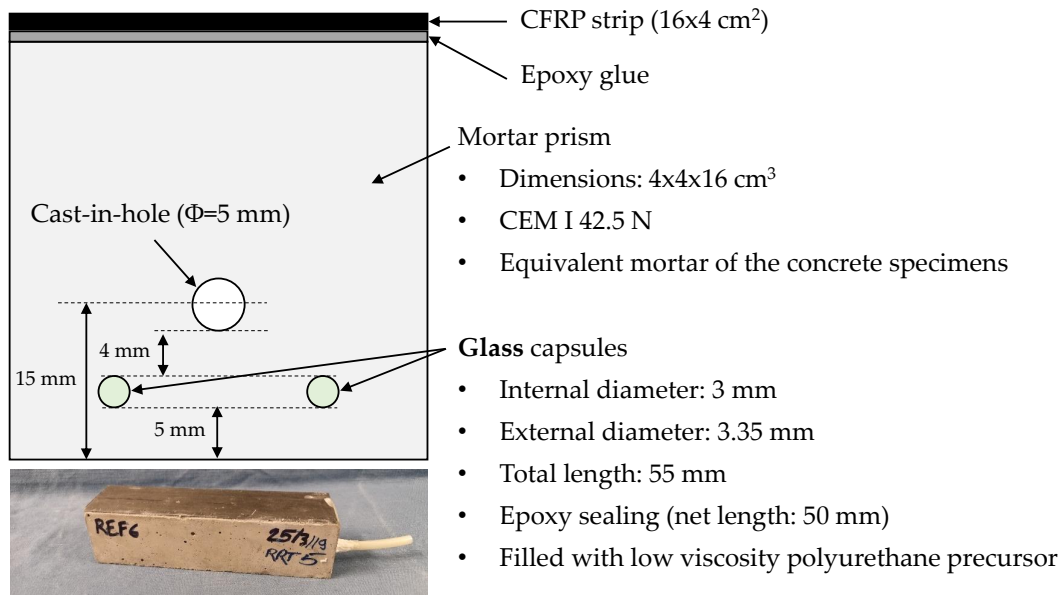 CFRP strip (16x4 cm²)
Epoxy glue
Mortar prism
• Dimensions: 4x4x16 cm³
• CEM I 42.5 N
• Equivalent mortar of the concrete specimens
Cast-in-hole (Φ=5 mm)
4 mm
15 mm
5 mm
Glass capsules
• Internal diameter: 3 mm
• External diameter: 3.35 mm
• Total length: 55 mm
• Epoxy sealing (net length: 50 mm)
• Filled with low viscosity polyurethane precursor
REF6
25/3/19
RRT 5